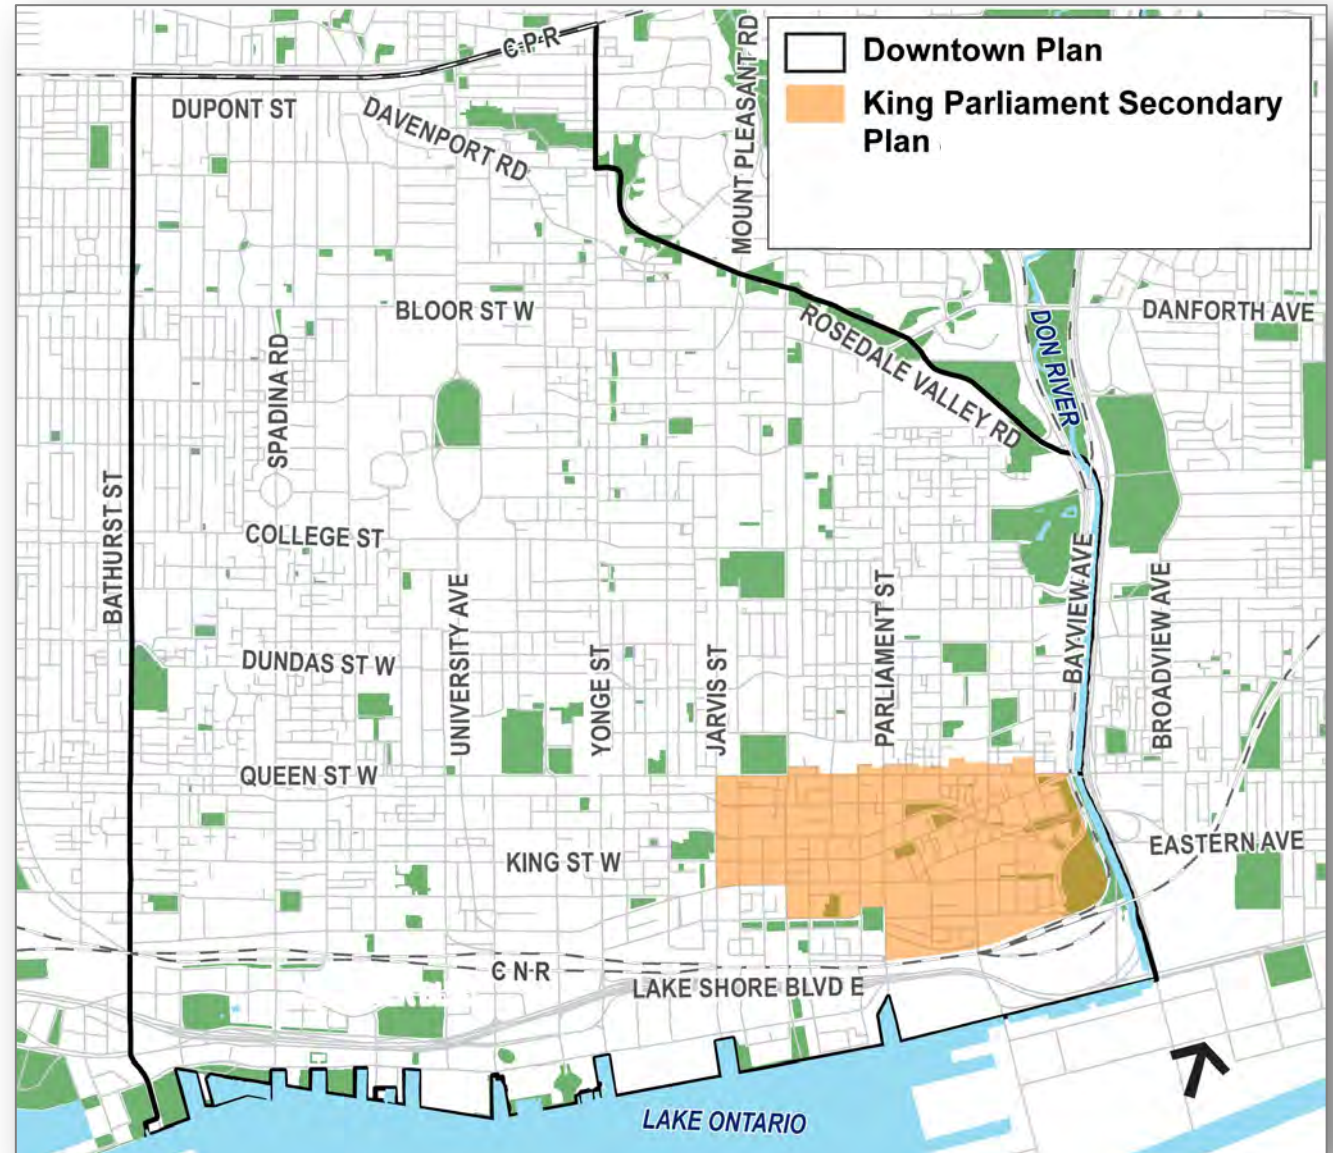 Downtown Plan
King Parliament Secondary
Plan
C-P-R
MOUNT PLEASANT RD
DUPONT ST
DAVENPORT RD
BLOOR ST W
DANFORTH AVE
ROSEDALE VALLEY RD
DON RIVER
SPADINA RD
BATHURST ST
COLLEGE ST
UNIVERSITY AVE
DUNDAS ST W
YONGE ST
JARVIS ST
PARLIAMENT ST
BAYVIEW AVE
BROADVIEW AVE
QUEEN ST W
KING ST W
EASTERN AVE
C N-R
LAKE SHORE BLVD E
LAKE ONTARIO